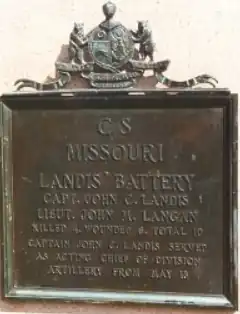 C S
MISSOURI
LANDIS' BATTERY
CAPT. JOHN C. LANDIS
LIEUT. JOHN M. LANGAN
KILLED 4, WOUNDED 6, TOTAL 10
CAPTAIN JOHN C. LANDIS SERVED
AS ACTING CHIEF OF DIVISION
ARTILLERY FROM MAY 13